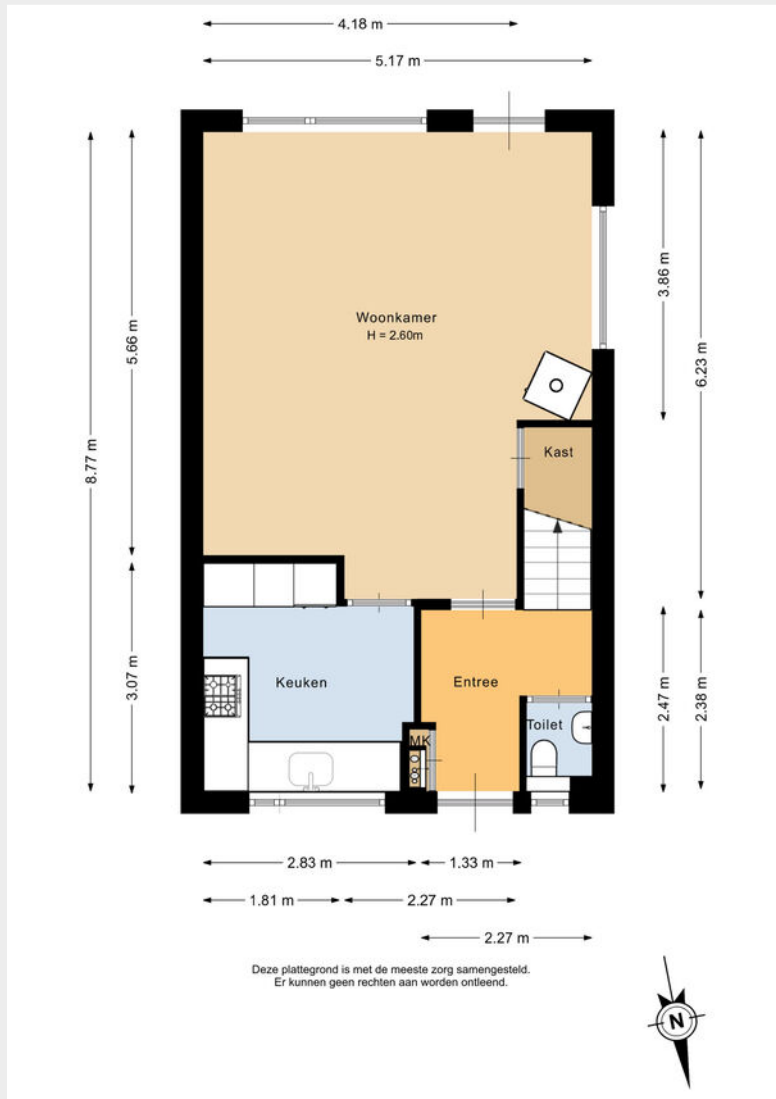 4.18 m
5.17 m
8.77 m
5.66 m
3.07 m
3.86 m
6.23 m
2.47 m
2.38 m
Woonkamer
H = 2.60m
Kast
Keuken
Entree
Toilet
MK
2.83 m
1.33 m
1.81 m
2.27 m
2.27 m
Deze plattegrond is met de meeste zorg samengesteld.
Er kunnen geen rechten aan worden ontleend.
N